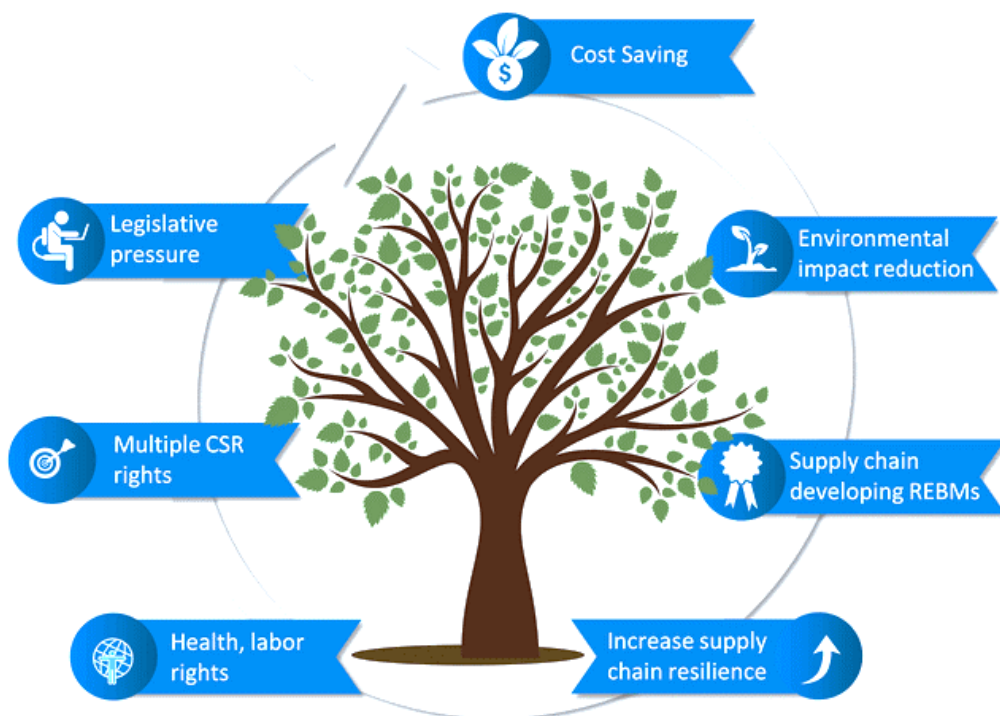 $
Cost Saving
Legislative
pressure
Environmental
impact reduction
Multiple CSR
rights
Supply chain
developing REBMs
Health, labor
rights
Increase supply
chain resilience